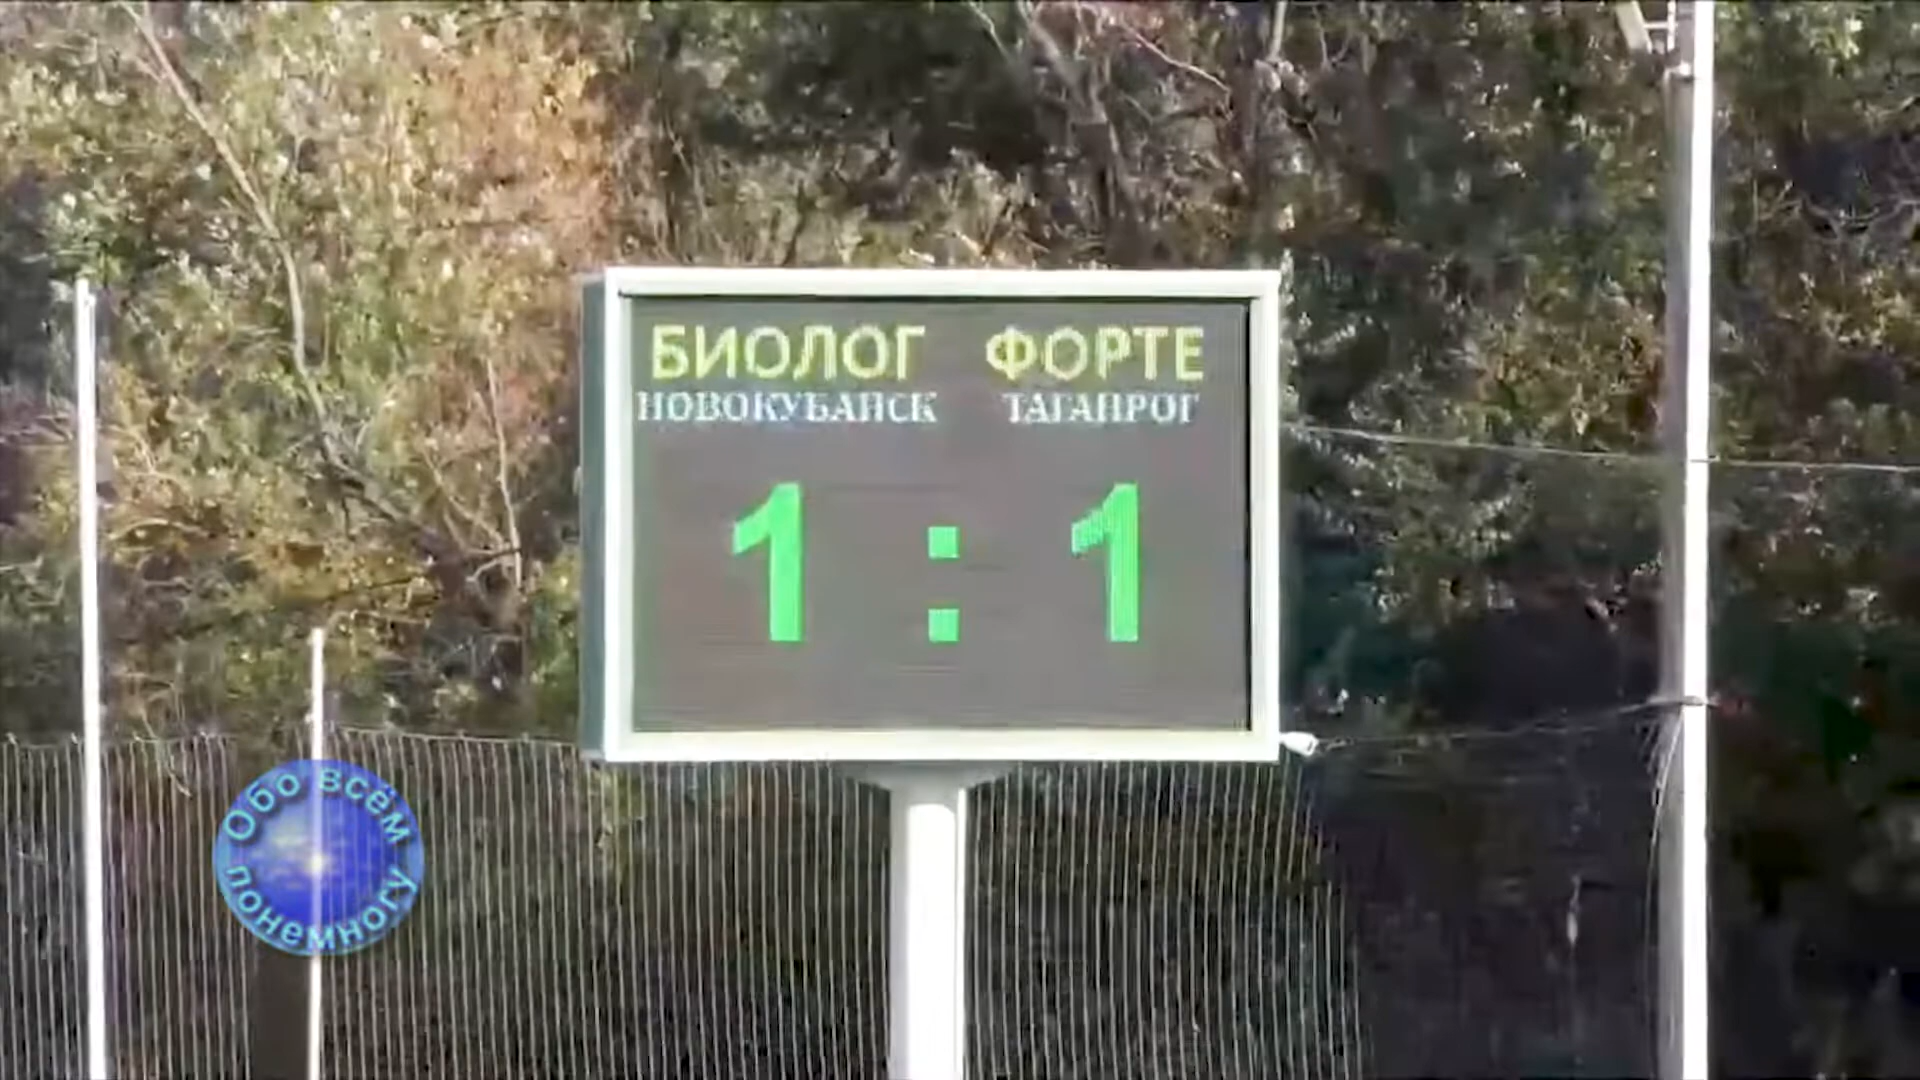 БИОЛОГ ФОРТЕ
НОВОКУБАНСК ТАГАНРОГ
1 : 1
Обо всём
понемногу